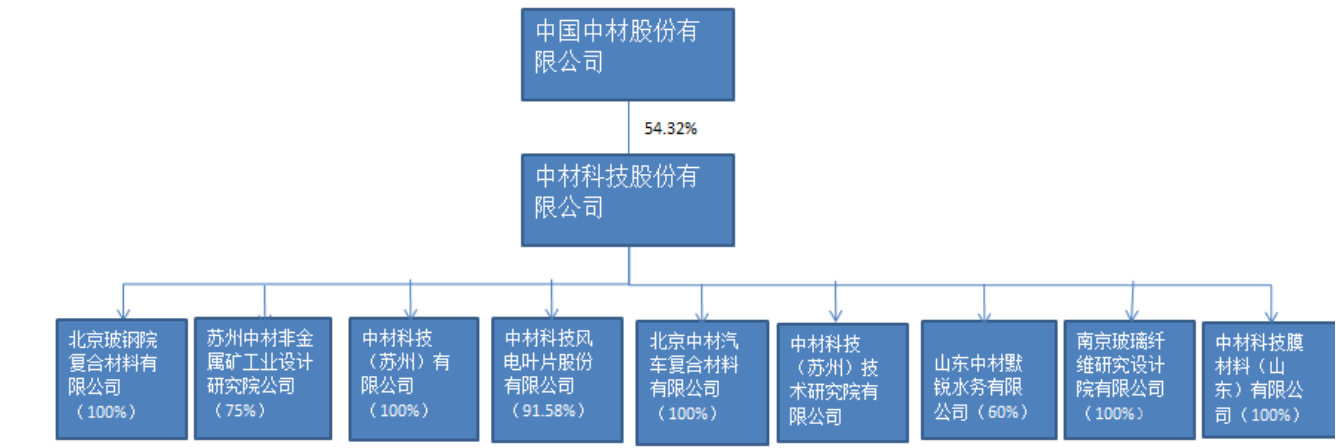 中国中材股份有
限公司
54.32%
中材科技股份有
限公司
北京玻钢院
复合材料有
限公司
（100%）
苏州中材非金
属矿工业设计
研究院公司
（75%）
中材科技
（苏州）有
限公司
（100%）
中材科技风
电叶片股份
有限公司
（91.58%）
北京中材汽
车复合材料
有限公司
（100%）
中材科技
（苏州）技
术研究院有
限公司
山东中材默
锐水务有限
公司（60%）
南京玻璃纤
维研究设计
院有限公司
（100%）
中材科技膜
材料（山
东）有限公
司（100%）